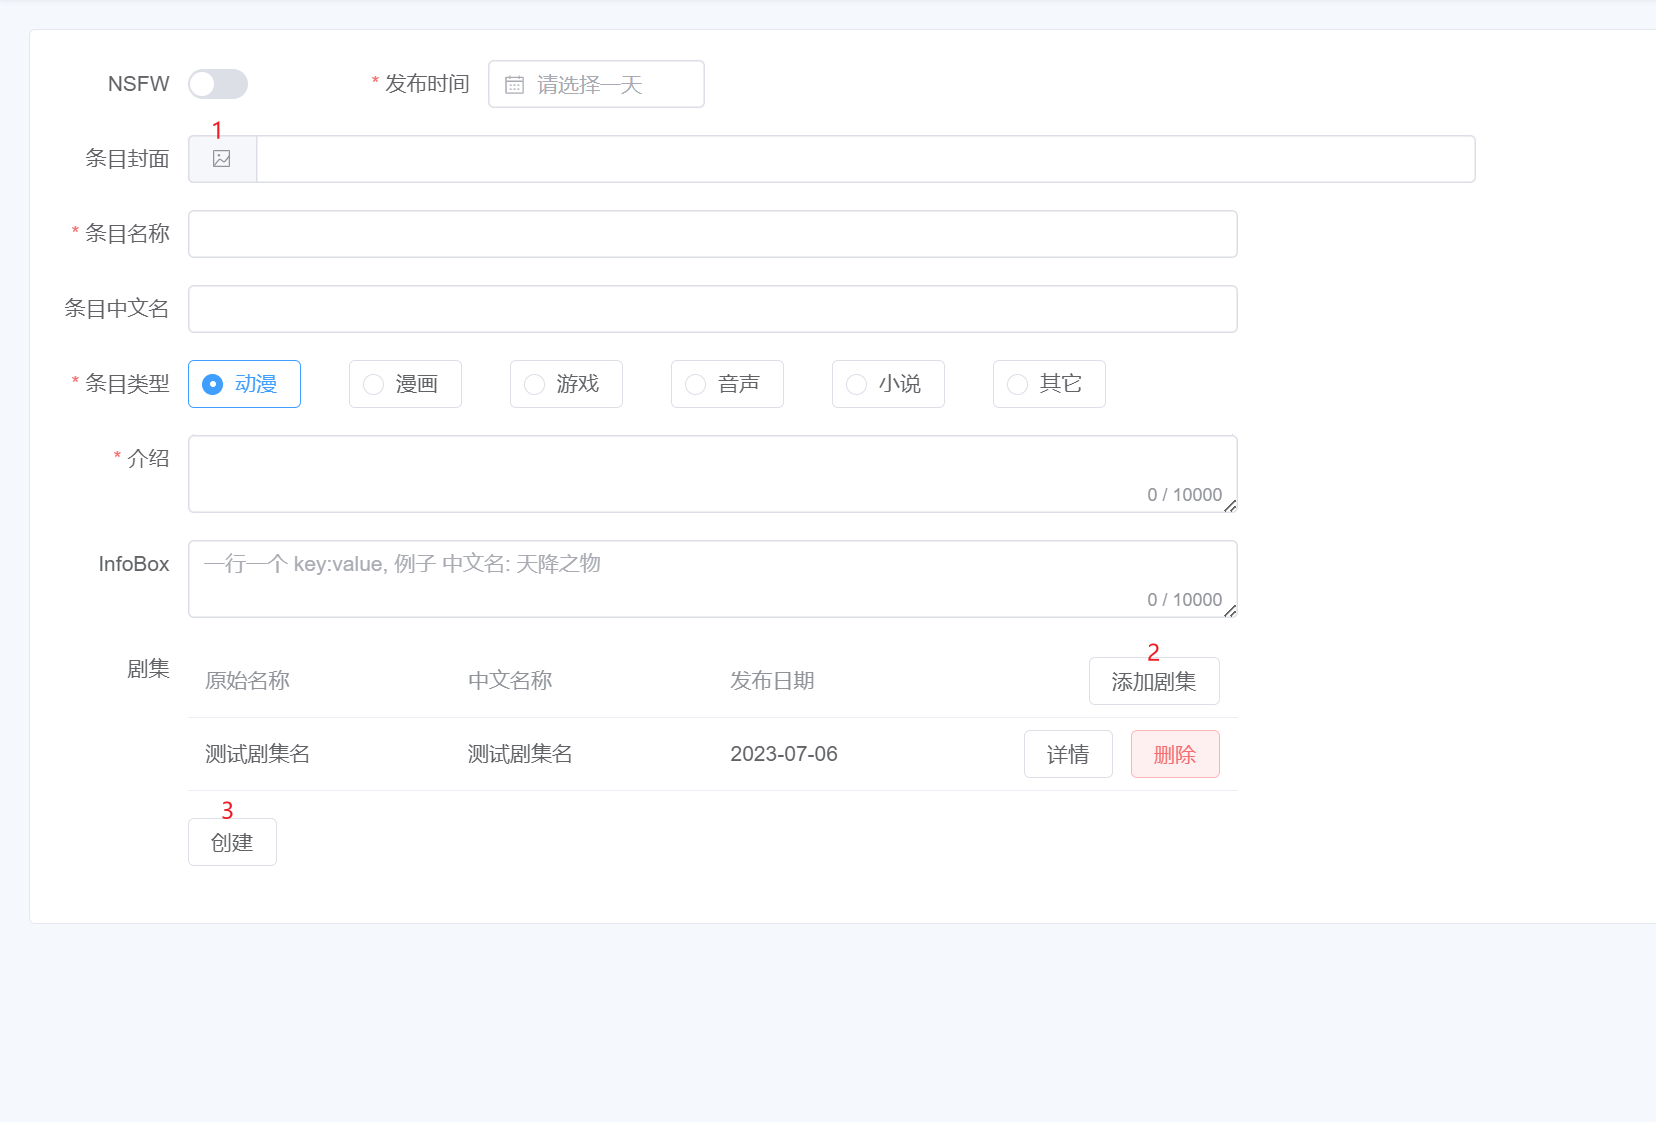 NSFW * 发布时间 请选择一天
1
条目封面
* 条目名称
条目中文名
* 条目类型 动漫 漫画 游戏 音声 小说 其它
* 介绍
0 / 10000
InfoBox 一行一个 key:value, 例子 中文名: 天降之物
0 / 10000
2
剧集 原始名称 中文名称 发布日期 添加剧集
测试剧集名 测试剧集名 2023-07-06 详情 删除
3
创建